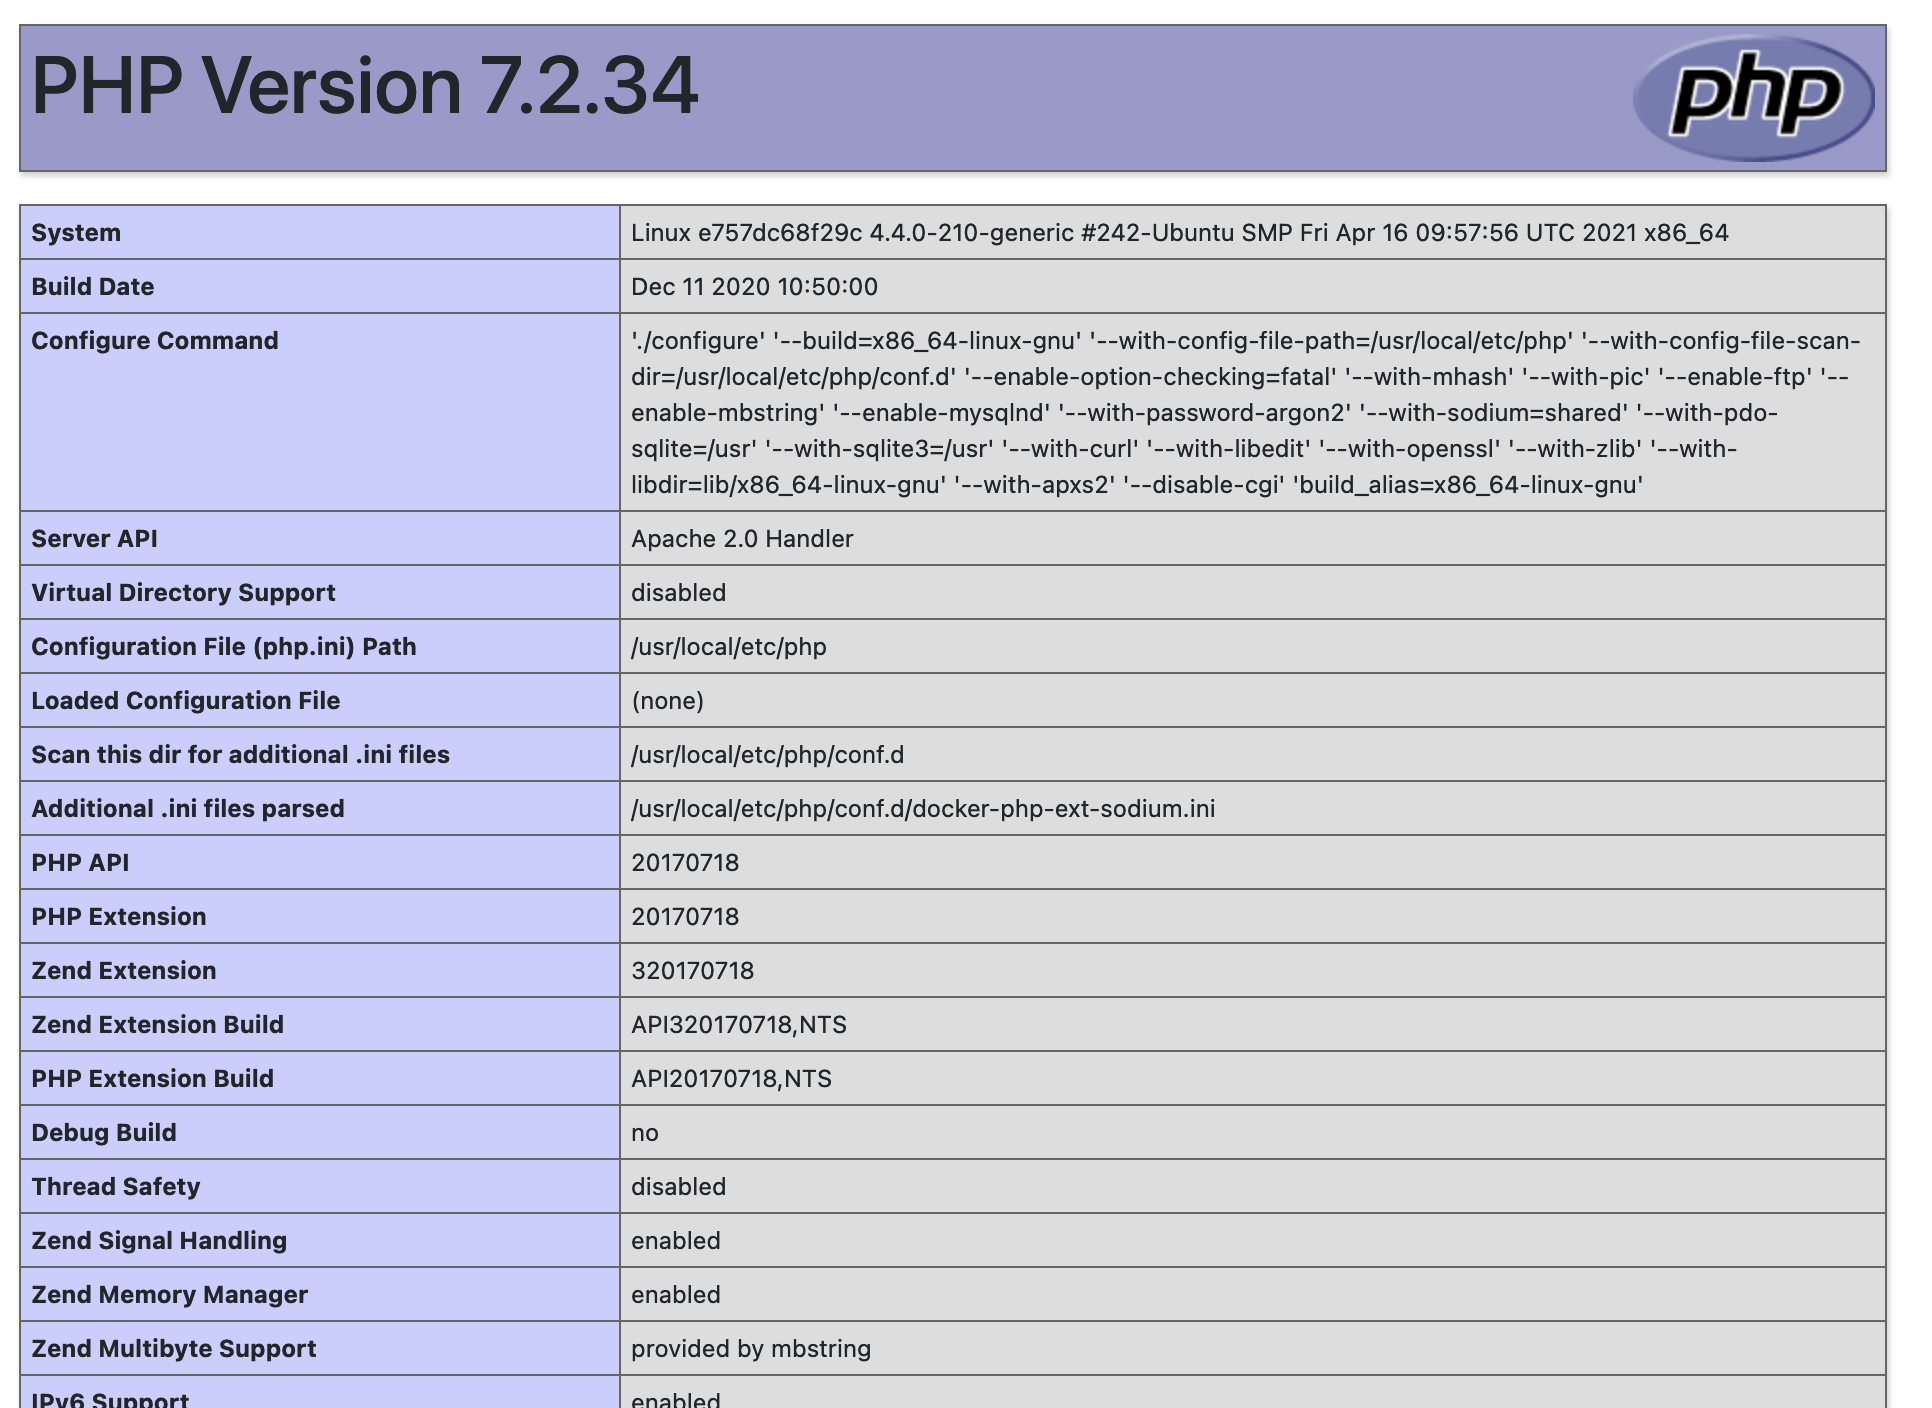 PHP Version 7.2.34
php
System
Linux e757dc68f29c 4.4.0-210-generic #242-Ubuntu SMP Fri Apr 16 09:57:56 UTC 2021 x86_64
Build Date
Dec 11 2020 10:50:00
Configure Command
'./configure' '--build=x86_64-linux-gnu' '--with-config-file-path=/usr/local/etc/php' '--with-config-file-scan-
dir=/usr/local/etc/php/conf.d' '--enable-option-checking=fatal' '--with-mhash' '--with-pic' '--enable-ftp' '--
enable-mbstring' '--enable-mysqlnd' '--with-password-argon2' '--with-sodium=shared' '--with-pdo-
sqlite=/usr' '--with-sqlite3=/usr' '--with-curl' '--with-libedit' '--with-openssl' '--with-zlib' '--with-
libdir=lib/x86_64-linux-gnu' '--with-apxs2' '--disable-cgi' 'build_alias=x86_64-linux-gnu'
Server API
Apache 2.0 Handler
Virtual Directory Support
disabled
Configuration File (php.ini) Path
/usr/local/etc/php
Loaded Configuration File
(none)
Scan this dir for additional .ini files
/usr/local/etc/php/conf.d
Additional .ini files parsed
/usr/local/etc/php/conf.d/docker-php-ext-sodium.ini
PHP API
20170718
PHP Extension
20170718
Zend Extension
320170718
Zend Extension Build
API320170718,NTS
PHP Extension Build
API20170718,NTS
Debug Build
no
Thread Safety
disabled
Zend Signal Handling
enabled
Zend Memory Manager
enabled
Zend Multibyte Support
provided by mbstring
IPv6 Support
enabled